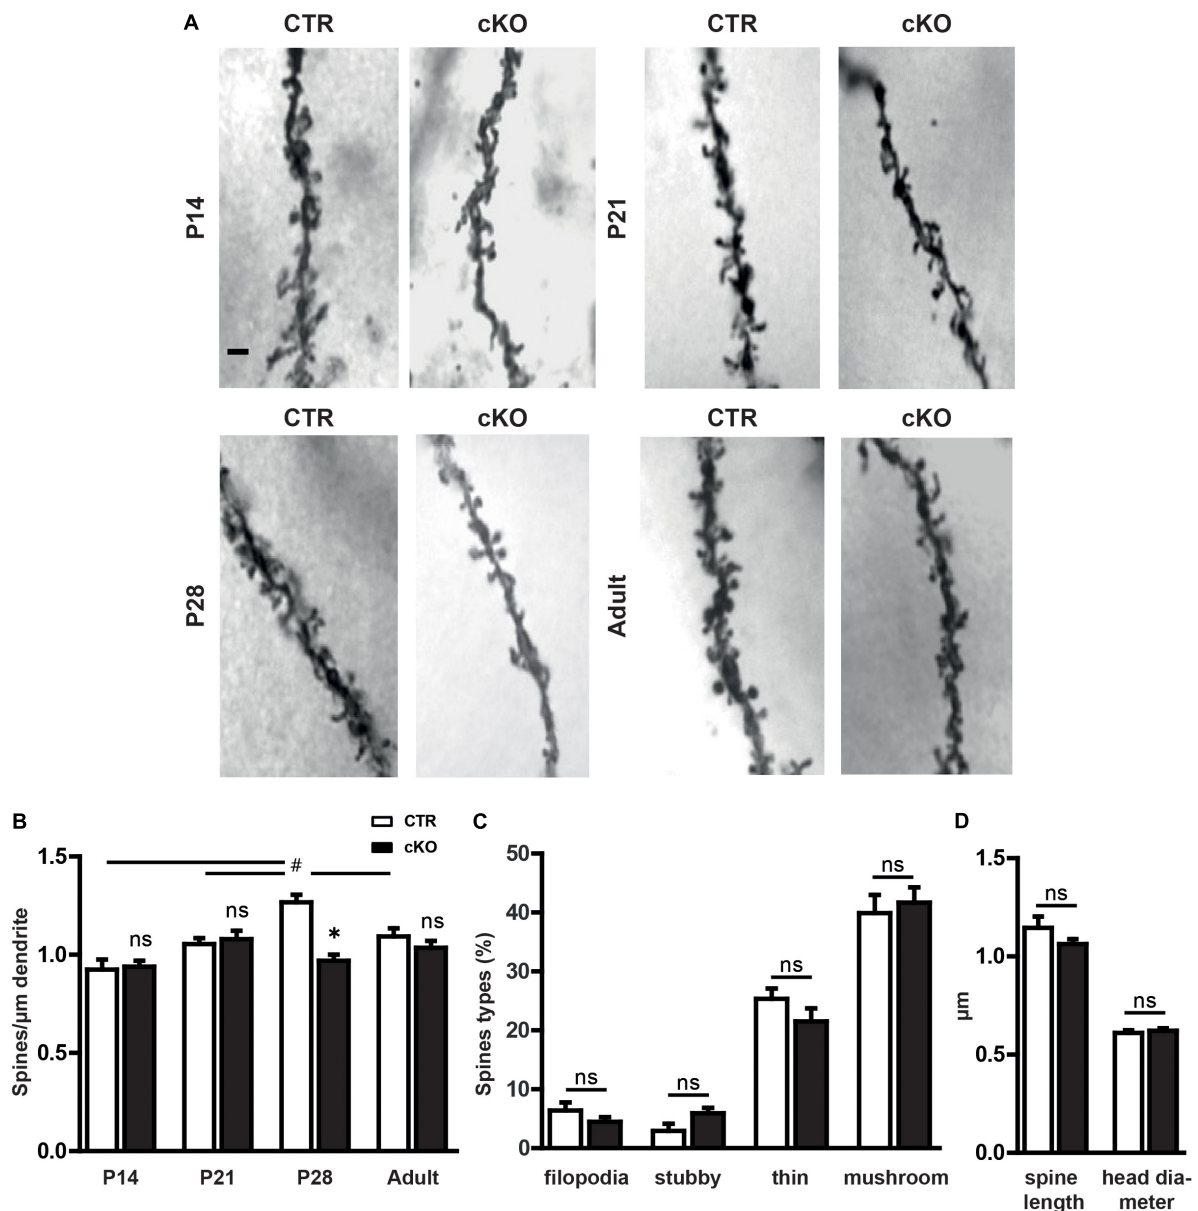 A
CTR cKO CTR cKO
P14
P21
CTR cKO CTR cKO
P28
Adult
B
CTR
cKO
Spines/µm dendrite
1.5
1.0
0.5
0.0
#
ns
ns
*
ns
P14 P21 P28 Adult
C
Spines types (%)
50
40
30
20
10
0
ns
ns
ns
ns
filopodia stubby thin mushroom
D
µm
1.5
1.0
0.5
0.0
ns
ns
spine head dia-
length meter